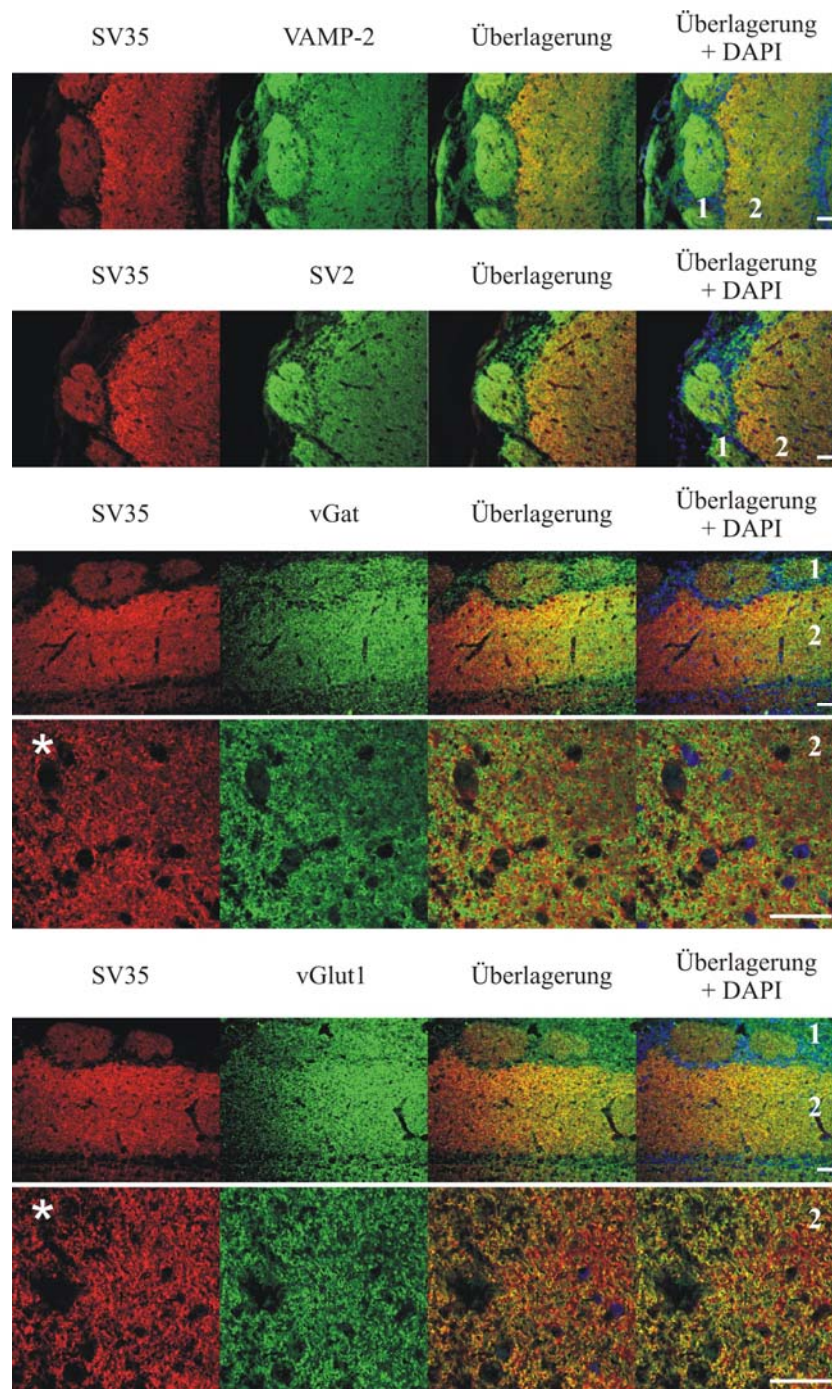 SV35 VAMP-2 Überlagerung Überlagerung
+ DAPI
1 2
SV35 SV2 Überlagerung Überlagerung
+ DAPI
1 2
SV35 vGat Überlagerung Überlagerung
+ DAPI
1
2
* 2
SV35 vGlut1 Überlagerung Überlagerung
+ DAPI
1
2
* 2